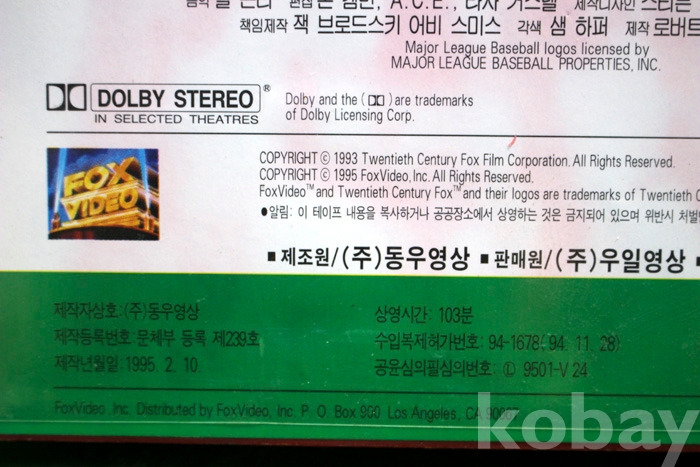 책임제작 잭 브로드스키 어비 스미스 각색 샘 하퍼 제작 로버트
Major League Baseball logos licensed by
MAJOR LEAGUE BASEBALL PROPERTIES, INC.
DOLBY STEREO®
IN SELECTED THEATRES
Dolby and the ( ) are trademarks
of Dolby Licensing Corp.
FOX
VIDEO
COPYRIGHT © 1993 Twentieth Century Fox Film Corporation. All Rights Reserved.
COPYRIGHT © 1995 FoxVideo, Inc. All Rights Reserved.
FoxVideo™ and Twentieth Century Fox™ and their logos are trademarks of Twentieth C
●알림: 이 테이프 내용을 복사하거나 공공장소에서 상영하는 것은 금지되어 있으며 위반시 처벌
■ 제조원/(주)동우영상 ■ 판매원/(주)우일영상 ■
제작자상호: (주)동우영상
제작등록번호: 문체부 등록 제239호
제작년월일: 1995. 2. 10.
상영시간: 103분
수입복제허가번호: 94-1678('94. 11. 28)
공윤심의필심의번호: Ⓛ 9501-V 24
FoxVideo, Inc. Distributed by FoxVideo, Inc. P. O. Box 900 Los Angeles, CA 90067
kobay